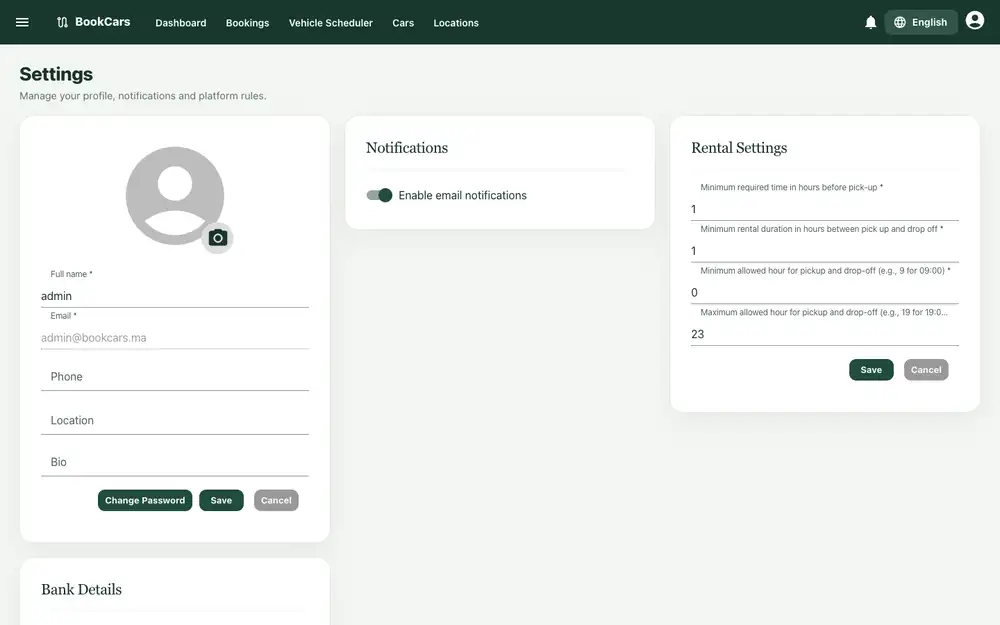 BookCars
Dashboard
Bookings
Vehicle Scheduler
Cars
Locations
English
Settings
Manage your profile, notifications and platform rules.
Full name *
admin
Email *
admin@bookcars.ma
Phone
Location
Bio
Change Password
Save
Cancel
Bank Details
Notifications
Enable email notifications
Rental Settings
Minimum required time in hours before pick-up *
1
Minimum rental duration in hours between pick up and drop off *
1
Minimum allowed hour for pickup and drop-off (e.g., 9 for 09:00) *
0
Maximum allowed hour for pickup and drop-off (e.g., 19 for 19:0...
23
Save
Cancel